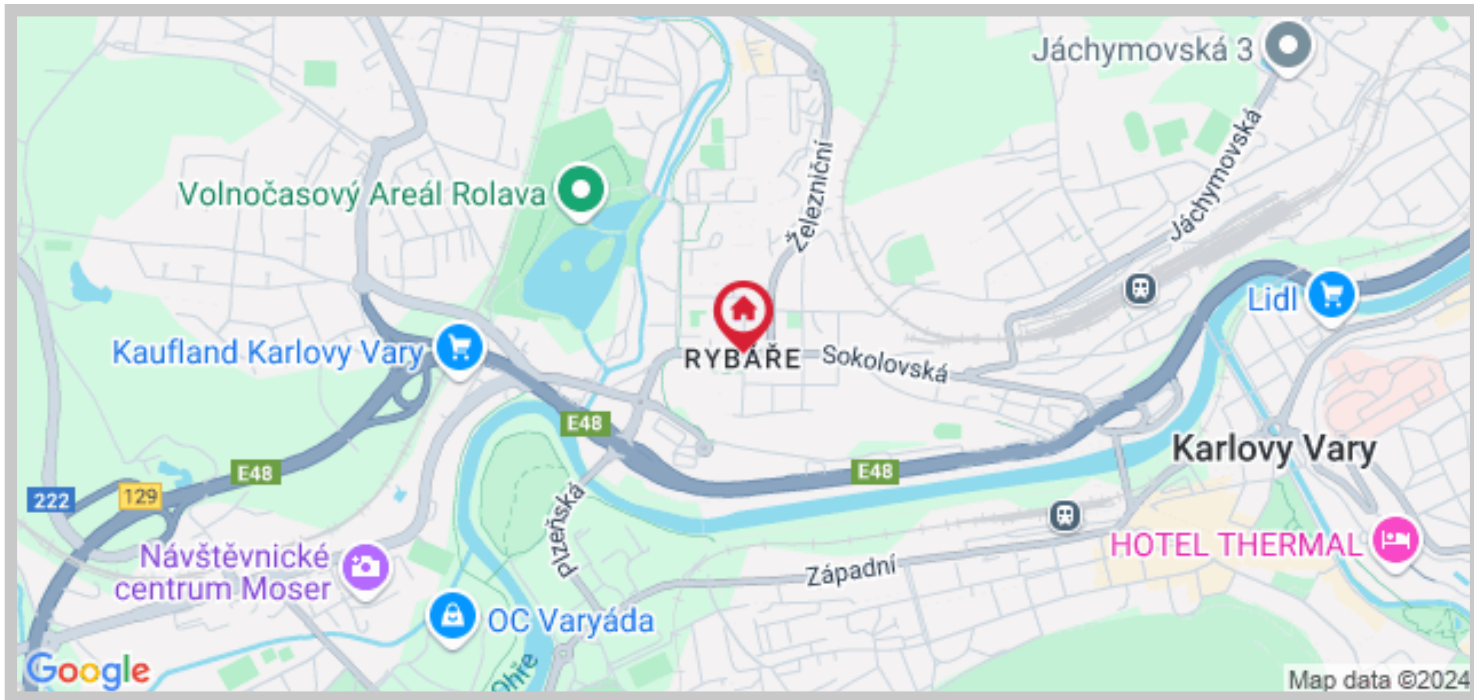 Jáchymovská 3
Jáchymovská
Volnočasový Areál Rolava
Železniční
Lidl
Kaufland Karlovy Vary
RYBÁŘE
Sokolovská
E48
Karlovy Vary
E48
E48
222
129
Plzeňská
HOTEL THERMAL
Návštěvnické
centrum Moser
Západní
OC Varyáda
Ohře
Google
Map data ©2024